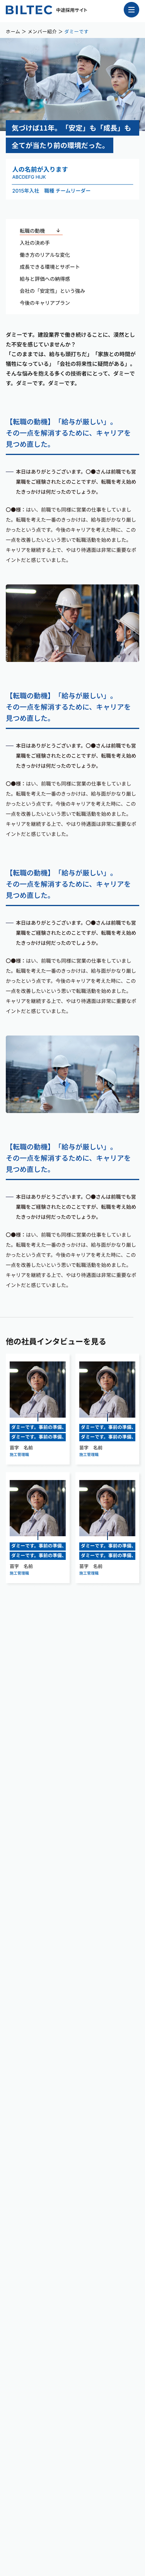 BILTEC 中途採用サイト
ホーム > メンバー紹介 > ダミーです
気づけば11年。「安定」も「成長」も
全てが当たり前の環境だった。
人の名前が入ります
ABCDEFG HIJK
2015年入社　職種 チームリーダー
転職の動機
入社の決め手
働き方のリアルな変化
成長できる環境とサポート
給与と評価への納得感
会社の「安定性」という強み
今後のキャリアプラン
ダミーです。建設業界で働き続けることに、漠然とし
た不安を感じていませんか？
「このままでは、給与も頭打ちだ」「家族との時間が
犠牲になっている」「会社の将来性に疑問がある」。
そんな悩みを抱える多くの技術者にとって、ダミーで
す。ダミーです。ダミーです。
【転職の動機】「給与が厳しい」。
その一点を解消するために、キャリアを
見つめ直した。
── 本日はありがとうございます。〇●さんは前職でも営
業職をご経験されたとのことですが、転職を考え始め
たきっかけは何だったのでしょうか。
〇●様：はい、前職でも同様に営業の仕事をしていまし
た。転職を考えた一番のきっかけは、給与面がかなり厳し
かったという点です。今後のキャリアを考えた時に、この
一点を改善したいという思いで転職活動を始めました。
キャリアを継続する上で、やはり待遇面は非常に重要なポ
イントだと感じていました。
【転職の動機】「給与が厳しい」。
その一点を解消するために、キャリアを
見つめ直した。
── 本日はありがとうございます。〇●さんは前職でも営
業職をご経験されたとのことですが、転職を考え始め
たきっかけは何だったのでしょうか。
〇●様：はい、前職でも同様に営業の仕事をしていまし
た。転職を考えた一番のきっかけは、給与面がかなり厳し
かったという点です。今後のキャリアを考えた時に、この
一点を改善したいという思いで転職活動を始めました。
キャリアを継続する上で、やはり待遇面は非常に重要なポ
イントだと感じていました。
【転職の動機】「給与が厳しい」。
その一点を解消するために、キャリアを
見つめ直した。
── 本日はありがとうございます。〇●さんは前職でも営
業職をご経験されたとのことですが、転職を考え始め
たきっかけは何だったのでしょうか。
〇●様：はい、前職でも同様に営業の仕事をしていまし
た。転職を考えた一番のきっかけは、給与面がかなり厳し
かったという点です。今後のキャリアを考えた時に、この
一点を改善したいという思いで転職活動を始めました。
キャリアを継続する上で、やはり待遇面は非常に重要なポ
イントだと感じていました。
【転職の動機】「給与が厳しい」。
その一点を解消するために、キャリアを
見つめ直した。
── 本日はありがとうございます。〇●さんは前職でも営
業職をご経験されたとのことですが、転職を考え始め
たきっかけは何だったのでしょうか。
〇●様：はい、前職でも同様に営業の仕事をしていまし
た。転職を考えた一番のきっかけは、給与面がかなり厳し
かったという点です。今後のキャリアを考えた時に、この
一点を改善したいという思いで転職活動を始めました。
キャリアを継続する上で、やはり待遇面は非常に重要なポ
イントだと感じていました。
他の社員インタビューを見る
ダミーです。事前の準備。
ダミーです。事前の準備。
苗字　名前
施工管理職
ダミーです。事前の準備。
ダミーです。事前の準備。
苗字　名前
施工管理職
ダミーです。事前の準備。
ダミーです。事前の準備。
苗字　名前
施工管理職
ダミーです。事前の準備。
ダミーです。事前の準備。
苗字　名前
施工管理職